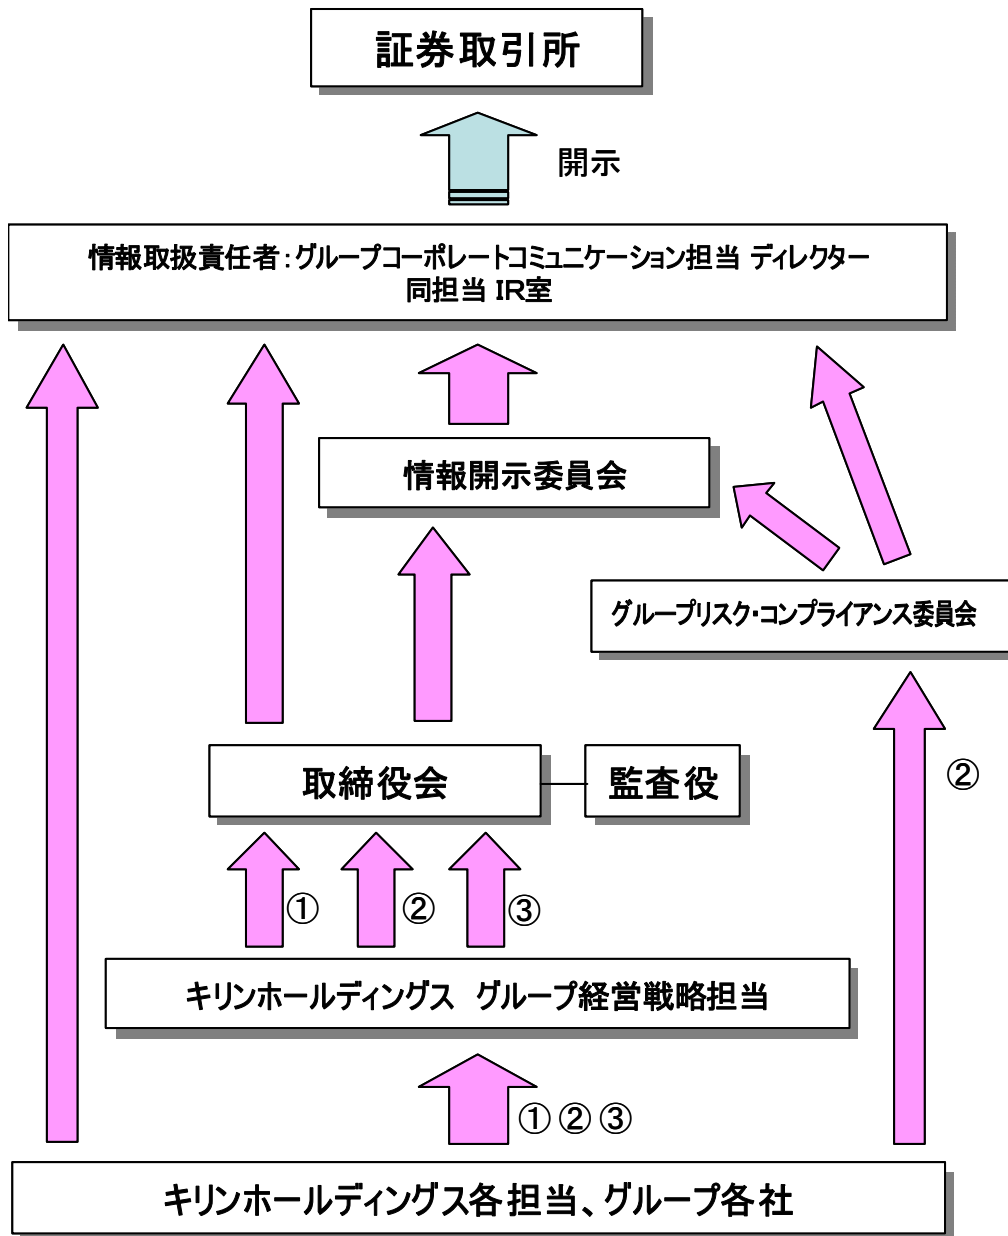 証券取引所
開示
情報取扱責任者：グループコーポレートコミュニケーション担当 ディレクター
同担当 IR室
情報開示委員会
グループリスク・コンプライアンス委員会
②
取締役会
監査役
①
②
③
キリンホールディングス　グループ経営戦略担当
①②③
キリンホールディングス各担当、グループ各社